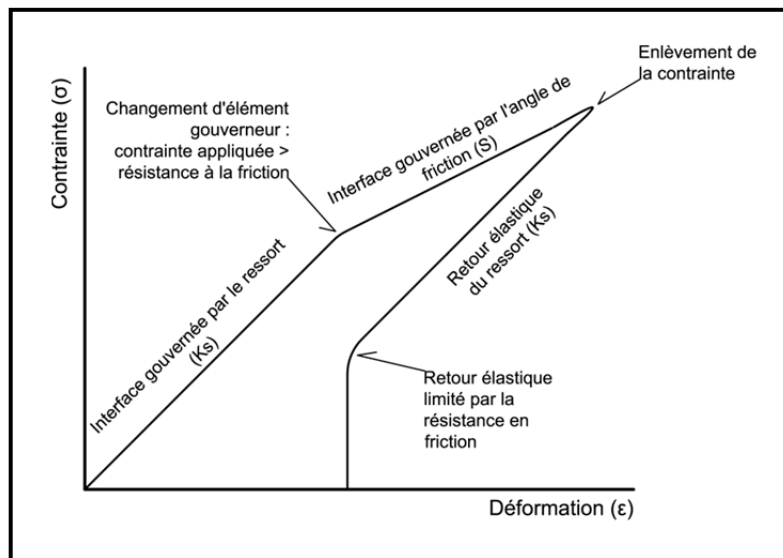 Enlèvement de
la contrainte
Changement d'élément
gouverneur :
contrainte appliquée >
résistance à la friction
Contrainte (σ)
Interface gouvernée par l'angle de
friction (S)
Interface gouvernée par le ressort
(Ks)
Retour élastique
du ressort (Ks)
Retour élastique
limité par la
résistance en
friction
Déformation (ε)